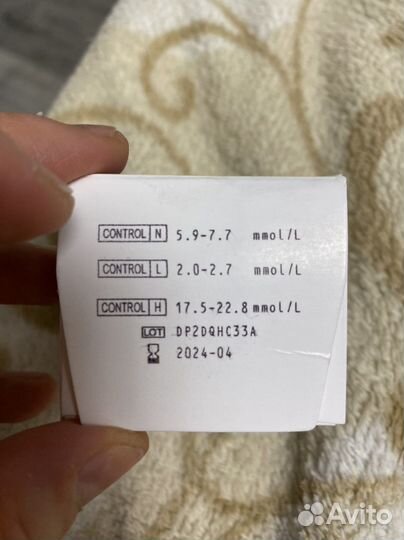 CONTROL N 5.9-7.7 mmol/L
CONTROL L 2.0-2.7 mmol/L
CONTROL H 17.5-22.8 mmol/L
LOT DP2DQHC33A
2024-04
Avito